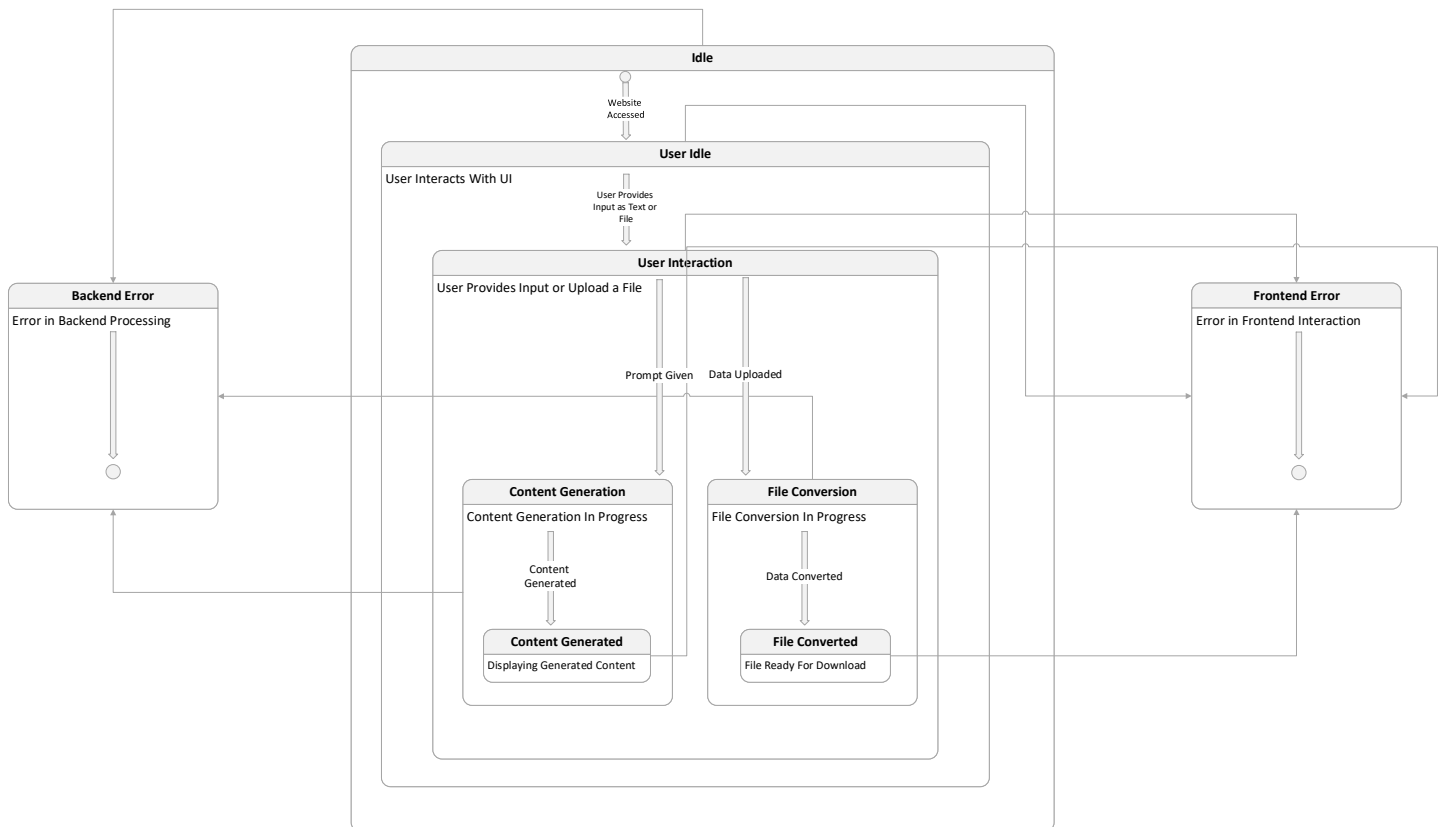 Idle
Website
Accessed
User Idle
User Interacts With UI
User Provides
Input as Text or
File
User Interaction
User Provides Input or Upload a File
Backend Error
Error in Backend Processing
Frontend Error
Error in Frontend Interaction
Prompt Given
Data Uploaded
Content Generation
Content Generation In Progress
File Conversion
File Conversion In Progress
Content
Generated
Data Converted
Content Generated
Displaying Generated Content
File Converted
File Ready For Download